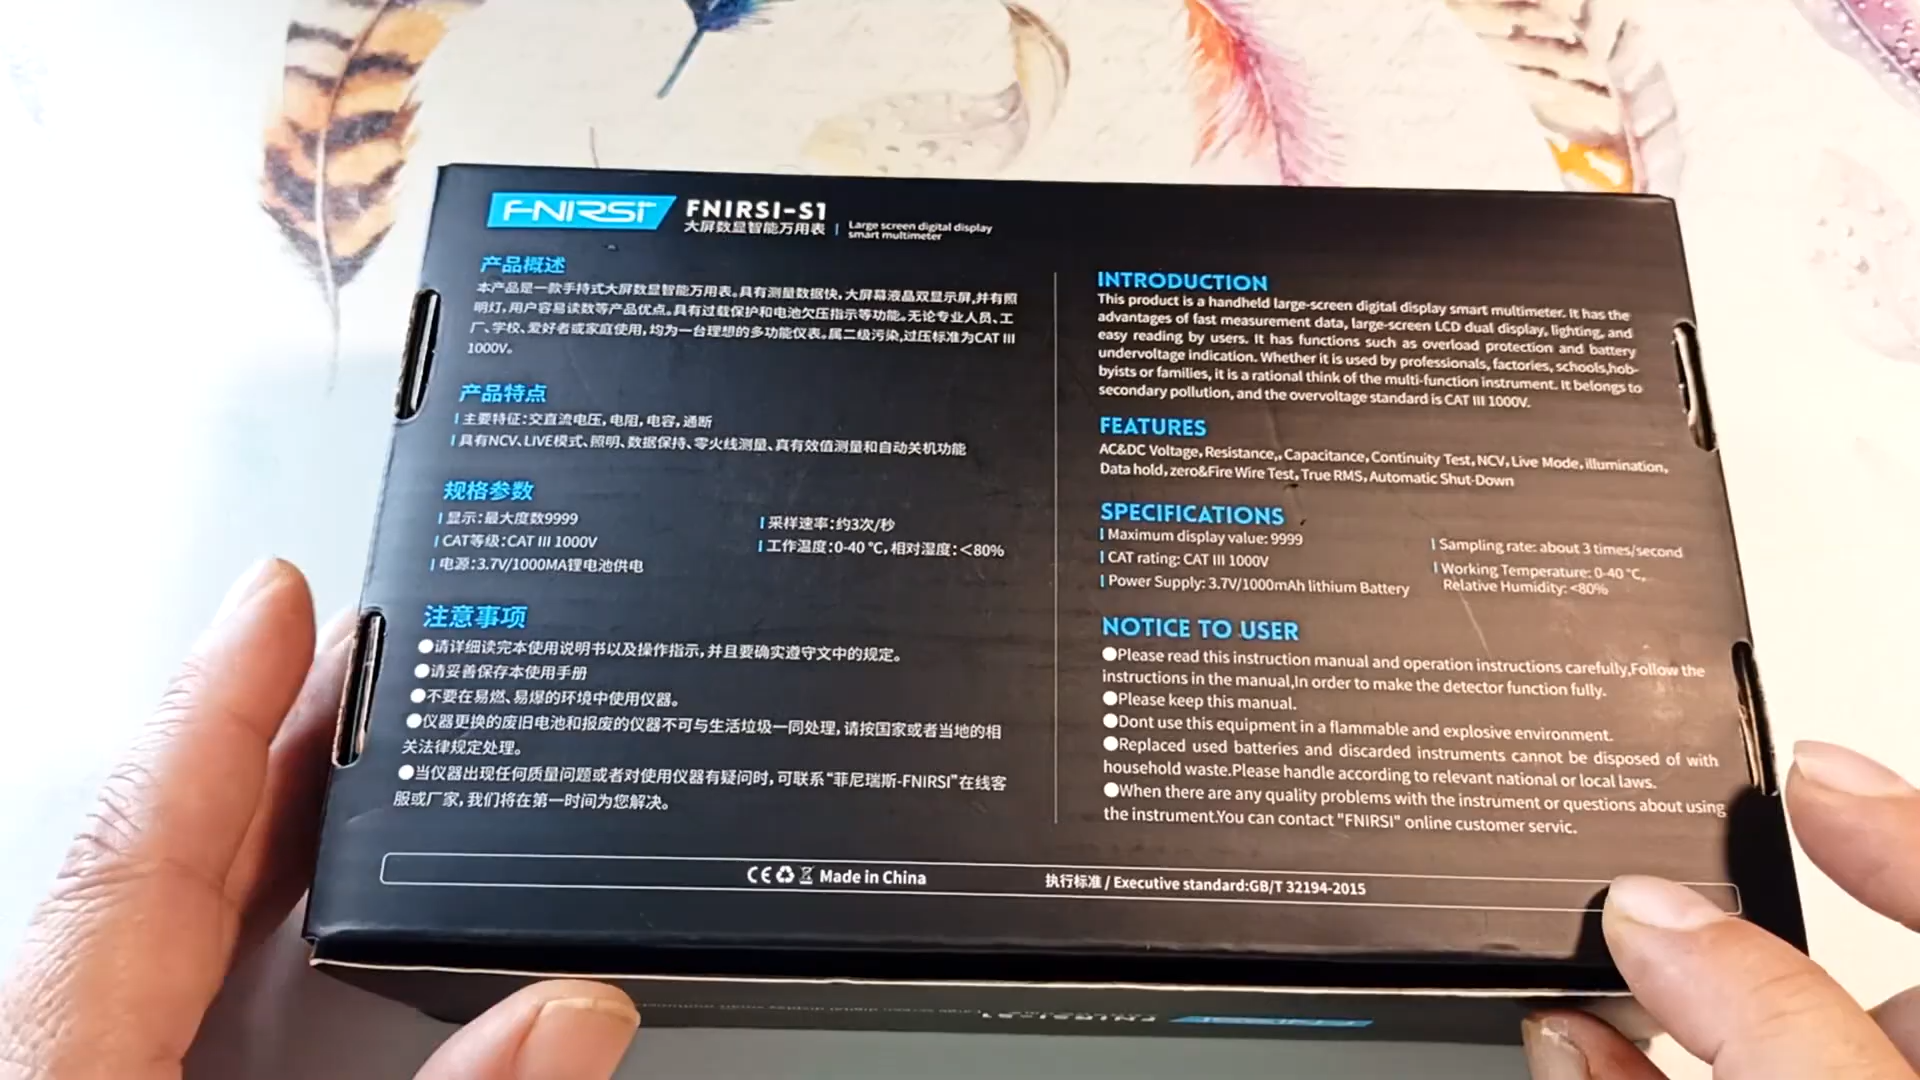 FNIRSI FNIRSI-S1
大屏数显智能万用表 | Large screen digital display
smart multimeter
产品概述
本产品是一款手持式大屏数显智能万用表。具有测量数据快,大屏幕液晶双显示屏,并有照
明灯,用户容易读数等产品优点。具有过载保护和电池欠压指示等功能。无论专业人员、工
厂、学校、爱好者或家庭使用,均为一台理想的多功能仪表。属二级污染,过压标准为CAT III
1000V。
产品特点
主要特征:交直流电压,电阻,电容,通断
具有NCV、LIVE模式、照明、数据保持、零火线测量、真有效值测量和自动关机功能
规格参数
显示:最大度数9999
采样速率:约3次/秒
CAT等级:CAT III 1000V
工作温度:0-40 °C,相对湿度:<80%
电源:3.7V/1000MA锂电池供电
注意事项
●请详细读完本使用说明书以及操作指示,并且要确实遵守文中的规定。
●请妥善保存本使用手册
●不要在易燃、易爆的环境中使用仪器。
●仪器更换的废旧电池和报废的仪器不可与生活垃圾一同处理,请按国家或者当地的相
关法律规定处理。
●当仪器出现任何质量问题或者对使用仪器有疑问时,可联系“菲尼瑞斯-FNIRSI”在线客
服或厂家,我们将在第一时间为您解决。
INTRODUCTION
This product is a handheld large-screen digital display smart multimeter. It has the
advantages of fast measurement data, large-screen LCD dual display, lighting, and
easy reading by users. It has functions such as overload protection and battery
undervoltage indication. Whether it is used by professionals, factories, schools,hob-
byists or families, it is a rational think of the multi-function instrument. It belongs to
secondary pollution, and the overvoltage standard is CAT III 1000V.
FEATURES
AC&DC Voltage, Resistance,, Capacitance, Continuity Test, NCV, Live Mode, illumination,
Data hold, zero&Fire Wire Test, True RMS, Automatic Shut-Down
SPECIFICATIONS
Maximum display value: 9999
Sampling rate: about 3 times/second
CAT rating: CAT III 1000V
Working Temperature: 0-40 °C,
Relative Humidity: <80%
Power Supply: 3.7V/1000mAh lithium Battery
NOTICE TO USER
●Please read this instruction manual and operation instructions carefully,Follow the
instructions in the manual,In order to make the detector function fully.
●Please keep this manual.
●Dont use this equipment in a flammable and explosive environment.
●Replaced used batteries and discarded instruments cannot be disposed of with
household waste.Please handle according to relevant national or local laws.
●When there are any quality problems with the instrument or questions about using
the instrument.You can contact "FNIRSI" online customer servic.
CE Made in China
执行标准 / Executive standard:GB/T 32194-2015
FNIRSI-S1 FNIRSI